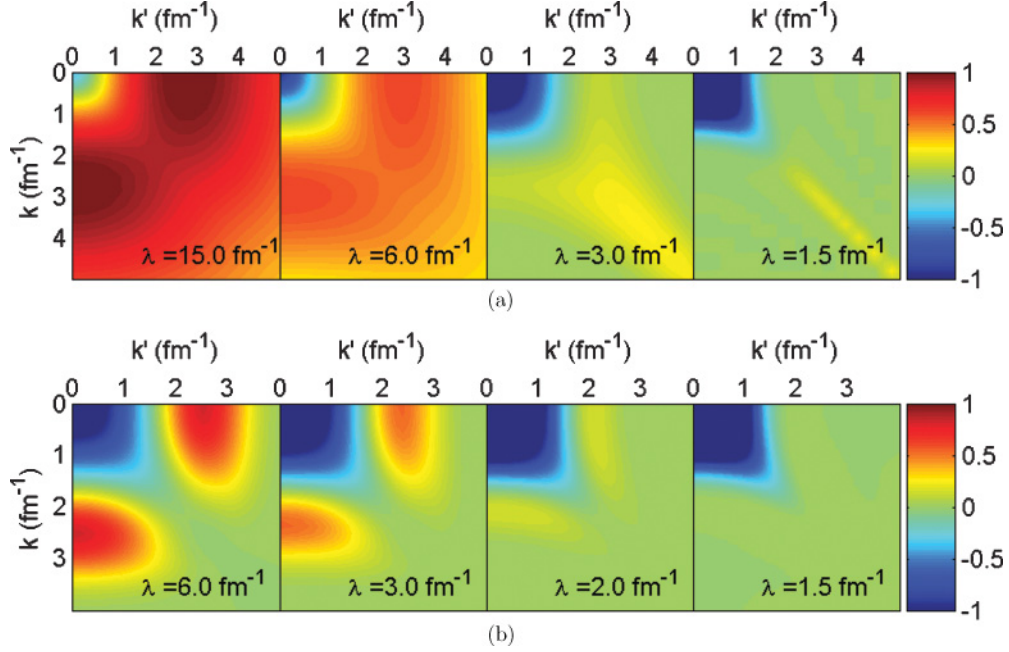 k' (fm⁻¹) k' (fm⁻¹) k' (fm⁻¹) k' (fm⁻¹)
0 1 2 3 4 0 1 2 3 4 0 1 2 3 4 0 1 2 3 4
k (fm⁻¹)
0
1
2
3
4
λ =15.0 fm⁻¹ λ =6.0 fm⁻¹ λ =3.0 fm⁻¹ λ =1.5 fm⁻¹
1
0.5
0
-0.5
-1
(a)
k' (fm⁻¹) k' (fm⁻¹) k' (fm⁻¹) k' (fm⁻¹)
0 1 2 3 0 1 2 3 0 1 2 3 0 1 2 3
k (fm⁻¹)
0
1
2
3
λ =6.0 fm⁻¹ λ =3.0 fm⁻¹ λ =2.0 fm⁻¹ λ =1.5 fm⁻¹
1
0.5
0
-0.5
-1
(b)